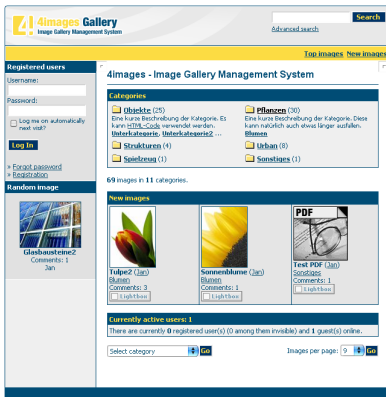 4images Gallery
Image Gallery Management System
Search
Advanced search
Top images New images
Registered users
Username:
Password:
Log me on automatically
next visit?
Log In
» Forgot password
» Registration
Random image
Glasbausteine2
Comments: 1
Jan
4images - Image Gallery Management System
Categories
Objekte (25)
Eine kurze Beschreibung der Kategorie. Es
kann HTML-Code verwendet werden.
Unterkategorie, Unterkategorie2 ...
Strukturen (4)
Spielzeug (1)
Pflanzen (30)
Eine kurze Beschreibung der Kategorie. Diese
kann natürlich auch etwas länger ausfallen.
Blumen
Urban (8)
Sonstiges (1)
69 images in 11 categories.
New images
Tulpe2 (Jan)
Blumen
Comments: 3
Lightbox
Sonnenblume (Jan)
Blumen
Comments: 1
Lightbox
PDF
Test PDF (Jan)
Sonstiges
Comments: 1
Lightbox
Currently active users: 1
There are currently 0 registered user(s) (0 among them invisible) and 1 guest(s) online.
Select category
Go
Images per page: 9
Go